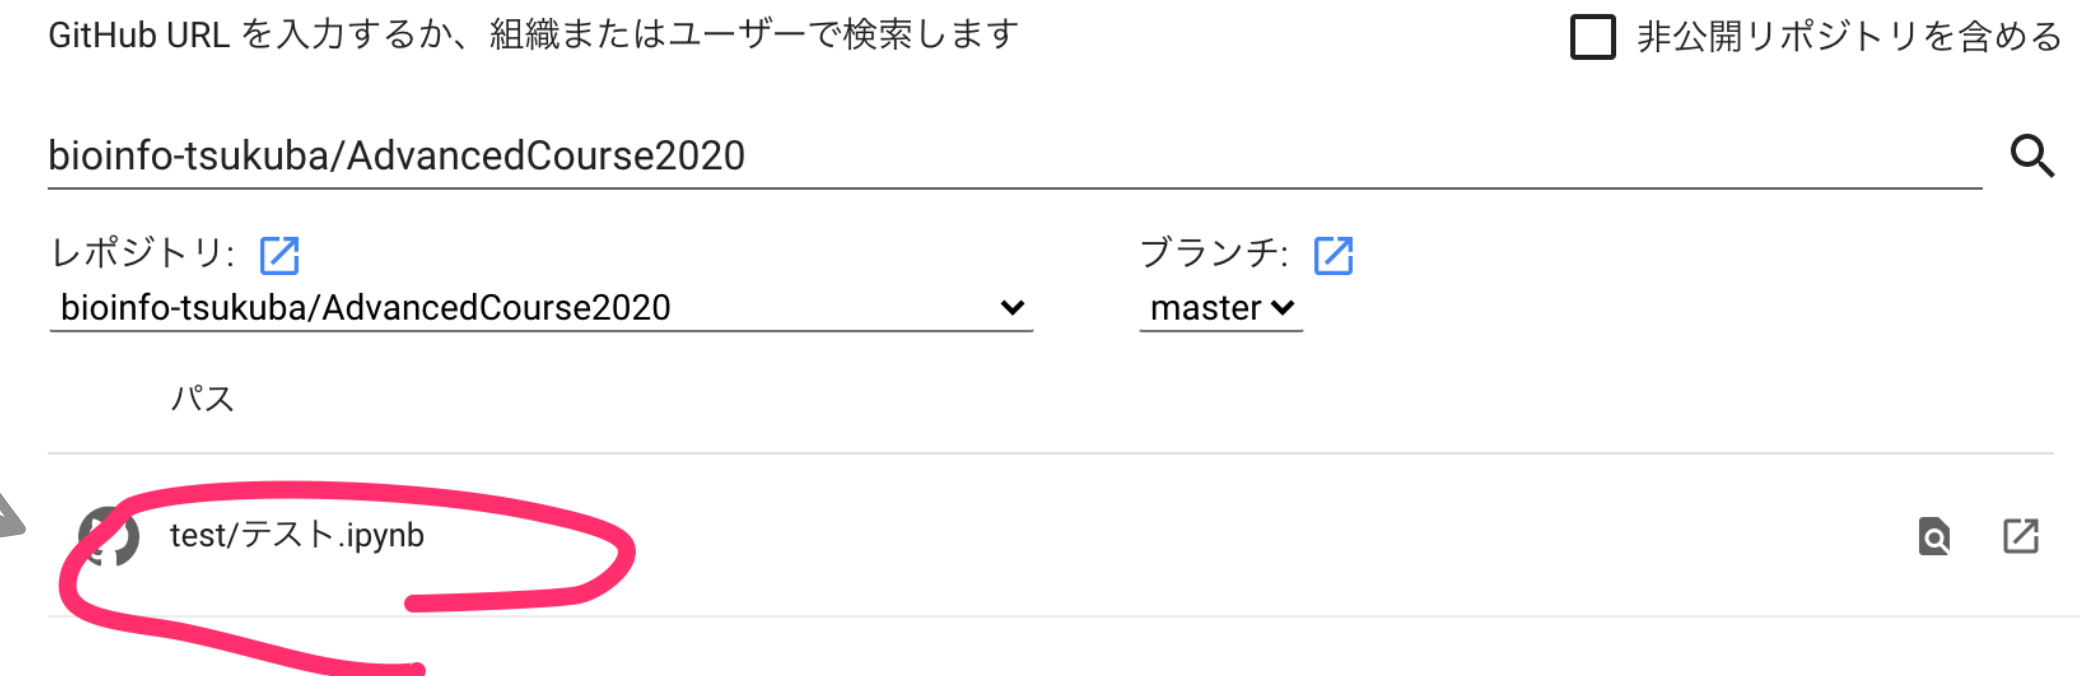 GitHub URL を入力するか、組織またはユーザーで検索します
非公開リポジトリを含める
bioinfo-tsukuba/AdvancedCourse2020
レポジトリ:
ブランチ:
bioinfo-tsukuba/AdvancedCourse2020
master
パス
test/テスト.ipynb